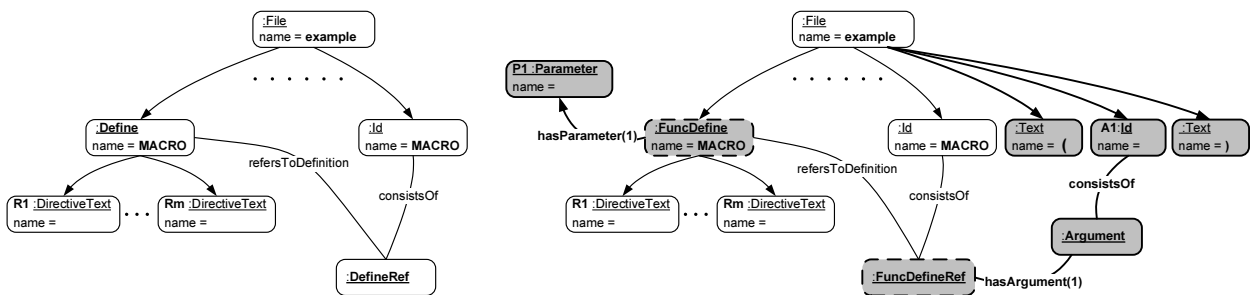 :File
name = example
. . . . . .
:Define
name = MACRO
:Id
name = MACRO
refersToDefinition
consistsOf
R1 :DirectiveText
name =
. . .
Rm :DirectiveText
name =
:DefineRef
:File
name = example
. . . . . .
P1 :Parameter
name =
hasParameter(1)
:FuncDefine
name = MACRO
:Id
name = MACRO
:Text
name = (
A1:Id
name =
:Text
name = )
refersToDefinition
consistsOf
consistsOf
R1 :DirectiveText
name =
. . .
Rm :DirectiveText
name =
:Argument
:FuncDefineRef
hasArgument(1)